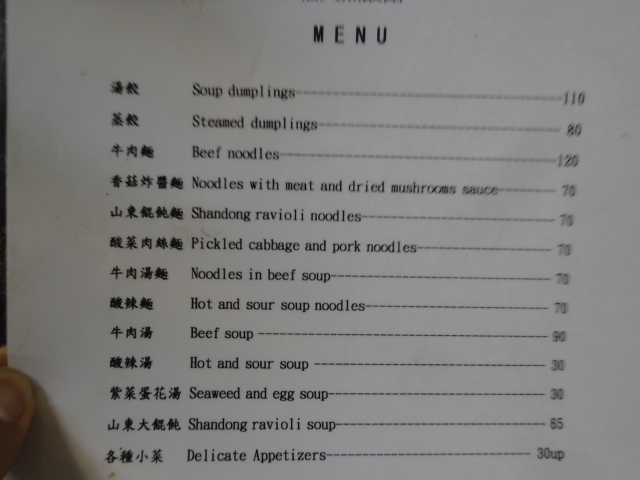 MENU
湯餃 Soup dumplings 110
蒸餃 Steamed dumplings 80
牛肉麵 Beef noodles 120
香菇炸醬麵 Noodles with meat and dried mushrooms sauce 70
山東餛飩麵 Shandong ravioli noodles 70
酸菜肉絲麵 Pickled cabbage and pork noodles 70
牛肉湯麵 Noodles in beef soup 70
酸辣麵 Hot and sour soup noodles 70
牛肉湯 Beef soup 90
酸辣湯 Hot and sour soup 30
紫菜蛋花湯 Seaweed and egg soup 30
山東大餛飩 Shandong ravioli soup 65
各種小菜 Delicate Appetizers 30up